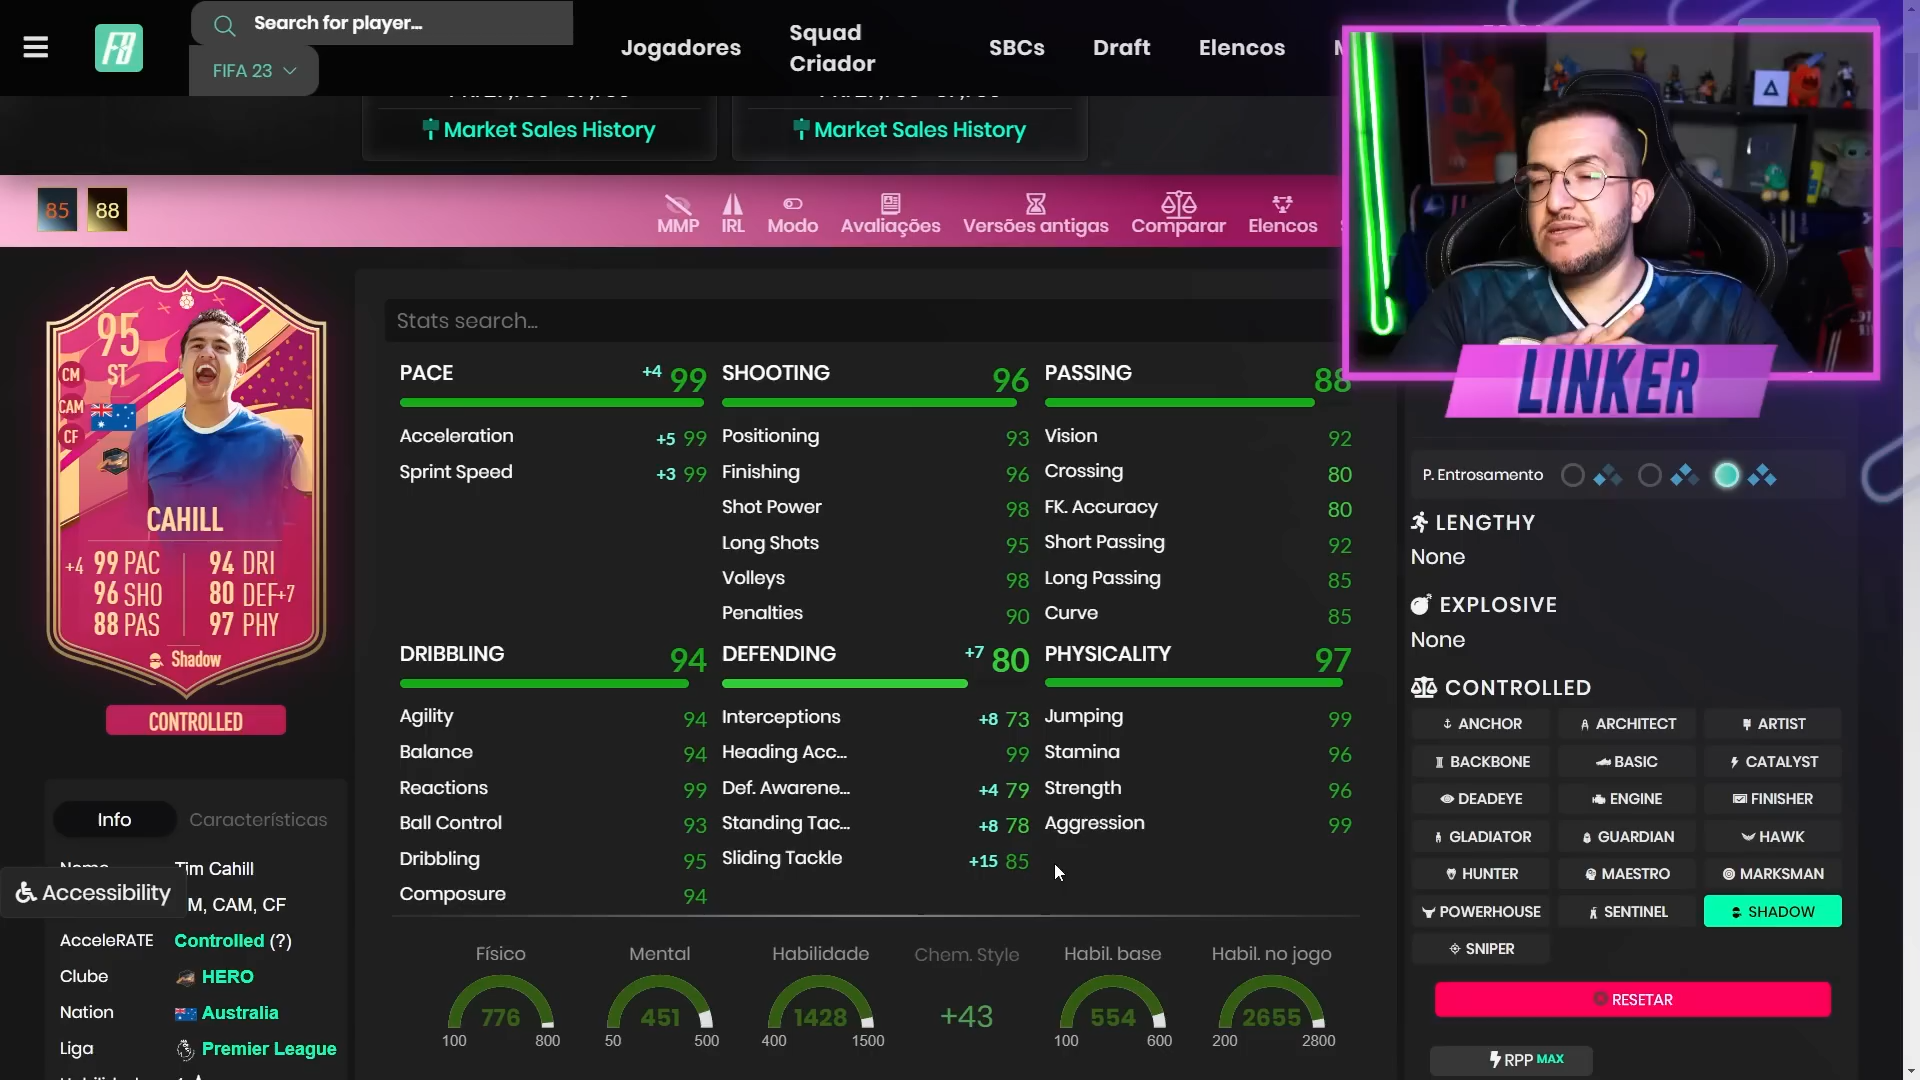 Search for player...
FIFA 23
Jogadores
Squad Criador
SBCs
Draft
Elencos
Market Sales History
Market Sales History
85
88
MMP
IRL
Modo
Avaliações
Versões antigas
Comparar
Elencos
LINKER
95
ST
CM
CAM
CF
CAHILL
+4 99 PAC
94 DRI
96 SHO
80 DEF+7
88 PAS
97 PHY
Shadow
CONTROLLED
Stats search...
PACE +4 99
Acceleration +5 99
Sprint Speed +3 99
SHOOTING 96
Positioning 93
Finishing 96
Shot Power 98
Long Shots 95
Volleys 98
Penalties 90
PASSING 88
Vision 92
Crossing 80
FK. Accuracy 80
Short Passing 92
Long Passing 85
Curve 85
DRIBBLING 94
Agility 94
Balance 94
Reactions 99
Ball Control 93
Dribbling 95
Composure 94
DEFENDING +7 80
Interceptions +8 73
Heading Acc... 99
Def. Awarene... +4 79
Standing Tac... +8 78
Sliding Tackle +15 85
PHYSICALITY 97
Jumping 99
Stamina 96
Strength 96
Aggression 99
Físico
776
100 800
Mental
451
50 500
Habilidade
1428
400 1500
Chem. Style
+43
Habil. base
554
100 600
Habil. no jogo
2655
200 2800
Info
Características
Tim Cahill
Accessibility
M, CAM, CF
AcceleRATE Controlled (?)
Clube HERO
Nation Australia
Liga Premier League
P. Entrosamento
LENGTHY
None
EXPLOSIVE
None
CONTROLLED
ANCHOR
ARCHITECT
ARTIST
BACKBONE
BASIC
CATALYST
DEADEYE
ENGINE
FINISHER
GLADIATOR
GUARDIAN
HAWK
HUNTER
MAESTRO
MARKSMAN
POWERHOUSE
SENTINEL
SHADOW
SNIPER
RESETAR
RPP MAX